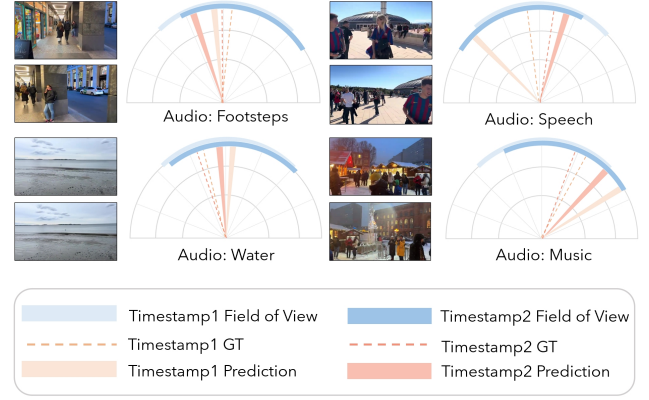 Audio: Footsteps
Audio: Speech
Audio: Water
Audio: Music
Timestamp1 Field of View
Timestamp2 Field of View
Timestamp1 GT
Timestamp2 GT
Timestamp1 Prediction
Timestamp2 Prediction